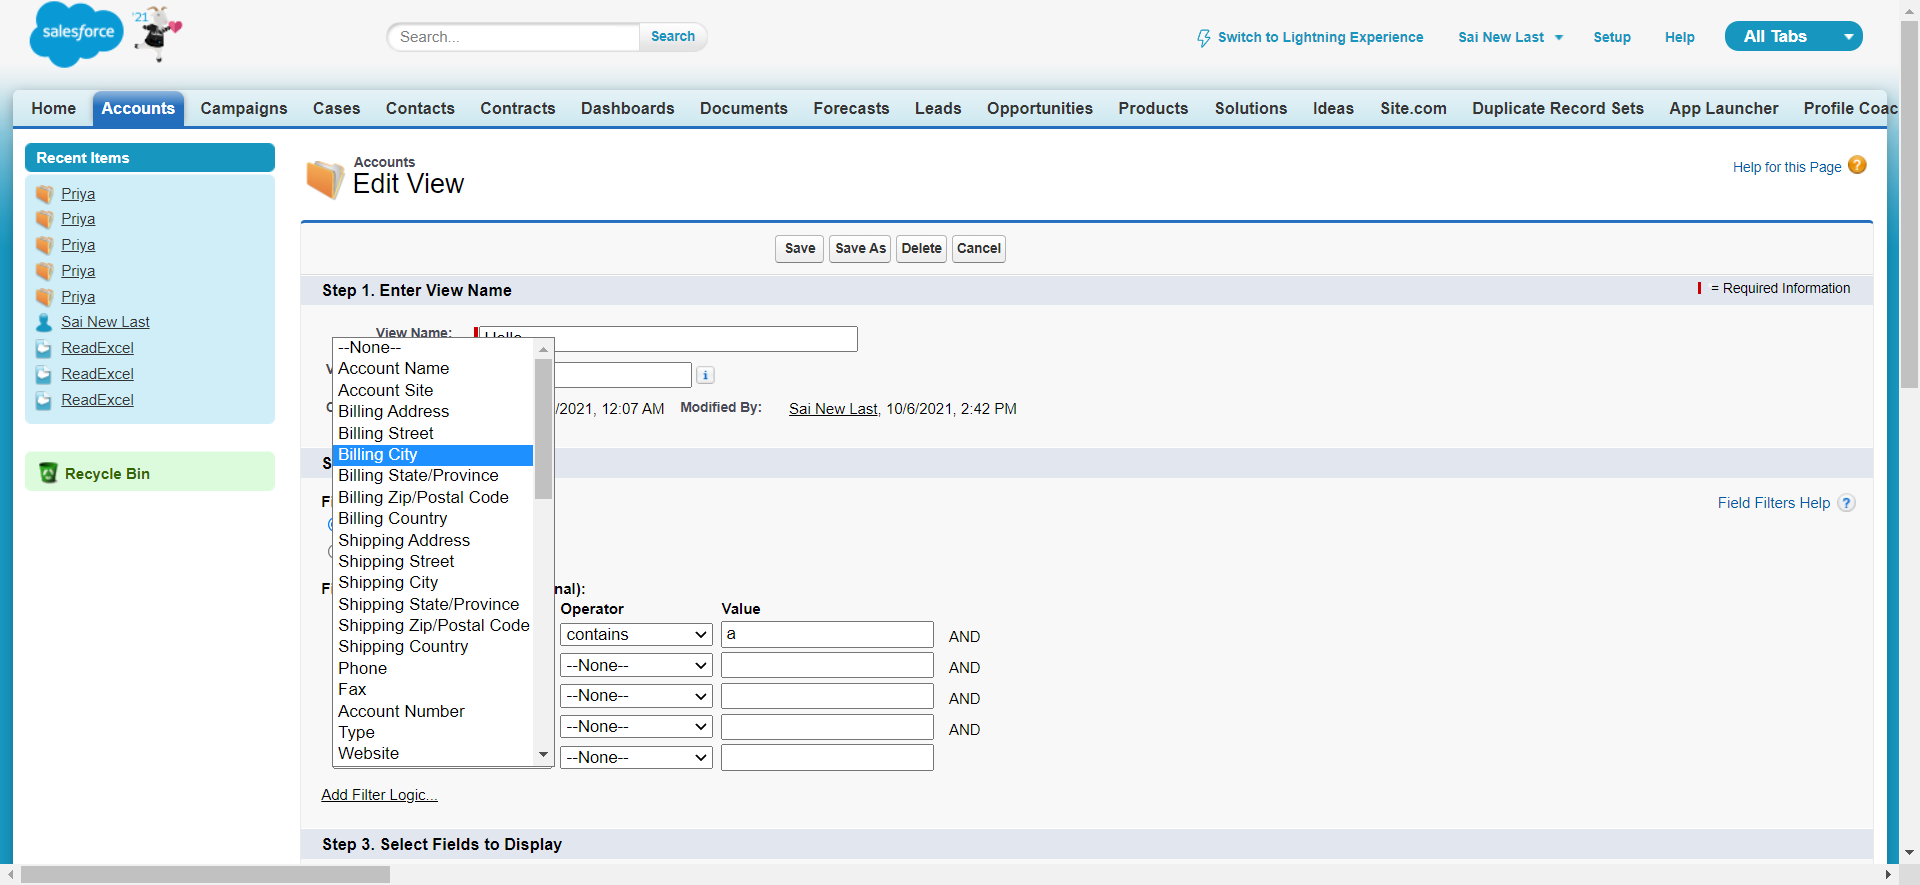 salesforce
'21
Search...
Search
Switch to Lightning Experience
Sai New Last
Setup
Help
All Tabs
Home
Accounts
Campaigns
Cases
Contacts
Contracts
Dashboards
Documents
Forecasts
Leads
Opportunities
Products
Solutions
Ideas
Site.com
Duplicate Record Sets
App Launcher
Profile Coac
Recent Items
Priya
Priya
Priya
Priya
Priya
Sai New Last
ReadExcel
ReadExcel
ReadExcel
Recycle Bin
Accounts
Edit View
Help for this Page
Save
Save As
Delete
Cancel
Step 1. Enter View Name
= Required Information
View Name:
/2021, 12:07 AM
Modified By:
Sai New Last, 10/6/2021, 2:42 PM
--None--
Account Name
Account Site
Billing Address
Billing Street
Billing City
Billing State/Province
Billing Zip/Postal Code
Billing Country
Shipping Address
Shipping Street
Shipping City
Shipping State/Province
Shipping Zip/Postal Code
Shipping Country
Phone
Fax
Account Number
Type
Website
Field Filters Help
nal):
Operator
Value
contains
a
AND
--None--
AND
--None--
AND
--None--
AND
--None--
Add Filter Logic...
Step 3. Select Fields to Display